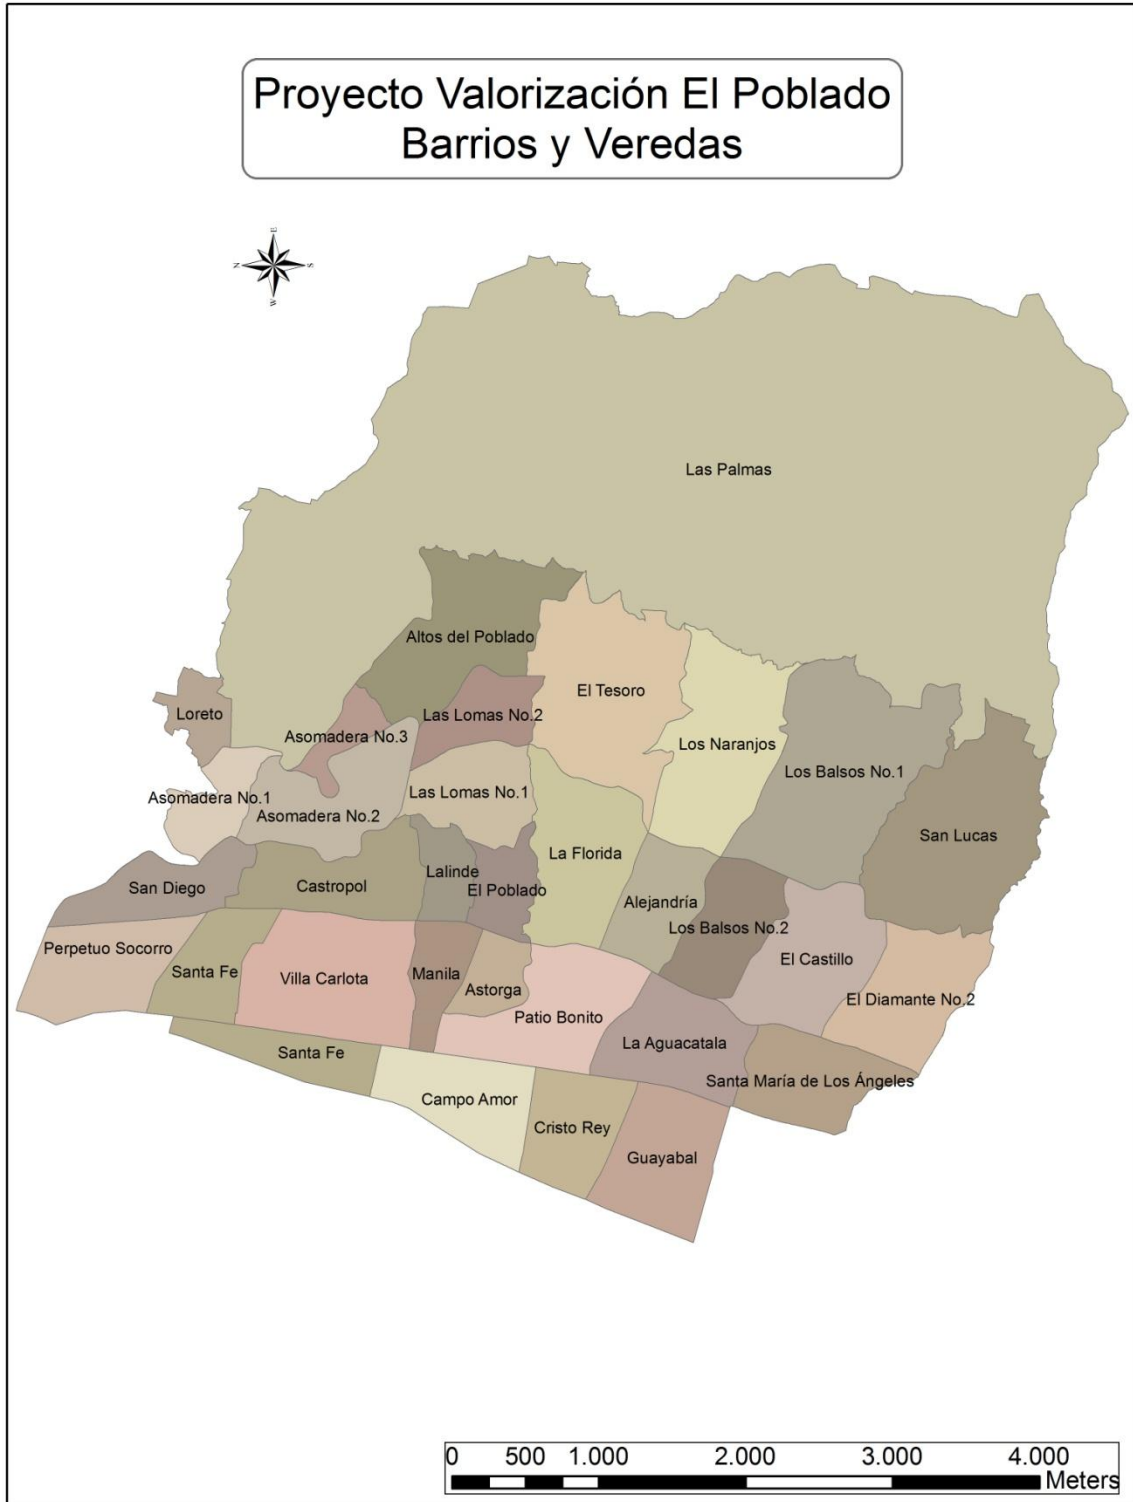 Proyecto Valorización El Poblado
Barrios y Veredas
E
N
S
W
Las Palmas
Altos del Poblado
El Tesoro
Loreto
Las Lomas No.2
Asomadera No.3
Los Naranjos
Los Balsos No.1
Las Lomas No.1
Asomadera No.1
Asomadera No.2
San Lucas
La Florida
Lalinde
San Diego
Castropol
El Poblado
Alejandría
Los Balsos No.2
Perpetuo Socorro
El Castillo
Santa Fe
Villa Carlota
Manila
Astorga
El Diamante No.2
Patio Bonito
La Aguacatala
Santa Fe
Santa María de Los Ángeles
Campo Amor
Cristo Rey
Guayabal
0 500 1.000 2.000 3.000 4.000
Meters